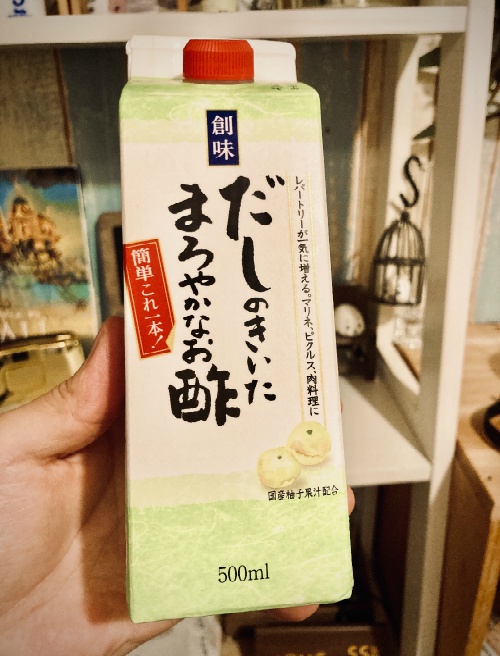 創味
だしのきいた
まろやかなお酢
簡単これ一本!
レパートリーが一気に増える。マリネ、ピクルス、肉料理に
国産柚子果汁配合
500ml